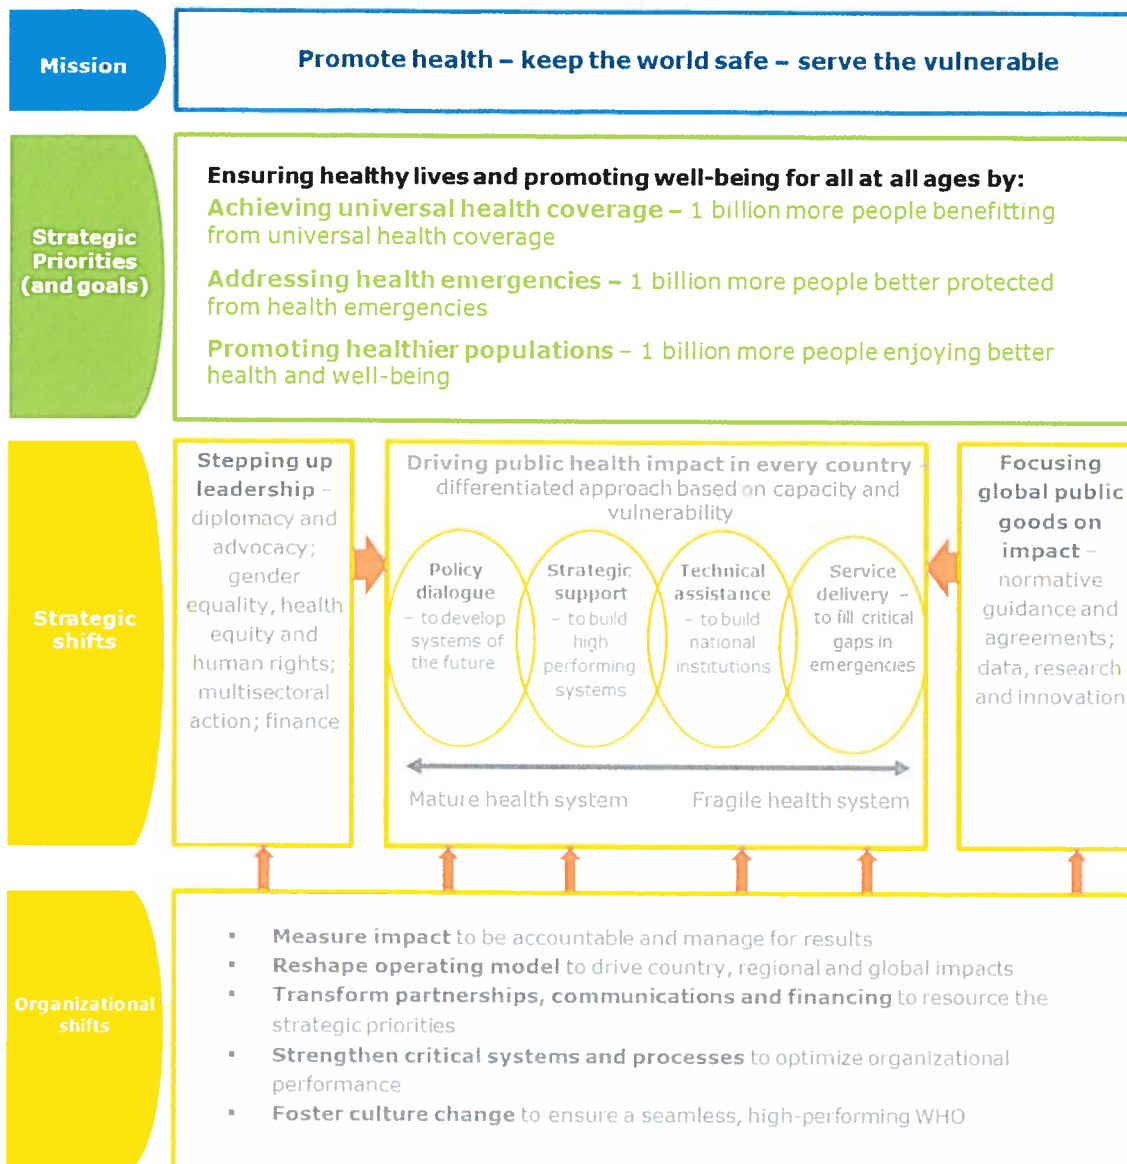 Mission
Promote health – keep the world safe – serve the vulnerable
Strategic
Priorities
(and goals)
Ensuring healthy lives and promoting well-being for all at all ages by:
Achieving universal health coverage – 1 billion more people benefitting
from universal health coverage
Addressing health emergencies – 1 billion more people better protected
from health emergencies
Promoting healthier populations – 1 billion more people enjoying better
health and well-being
Strategic
shifts
Stepping up
leadership –
diplomacy and
advocacy;
gender
equality, health
equity and
human rights;
multisectoral
action; finance
Driving public health impact in every country –
differentiated approach based on capacity and
vulnerability
Policy
dialogue
– to develop
systems of
the future
Strategic
support
– to build
high
performing
systems
Technical
assistance
– to build
national
institutions
Service
delivery –
to fill critical
gaps in
emergencies
Mature health system
Fragile health system
Focusing
global public
goods on
impact –
normative
guidance and
agreements;
data, research
and innovation
Organizational
shifts
▪ Measure impact to be accountable and manage for results
▪ Reshape operating model to drive country, regional and global impacts
▪ Transform partnerships, communications and financing to resource the
strategic priorities
▪ Strengthen critical systems and processes to optimize organizational
performance
▪ Foster culture change to ensure a seamless, high-performing WHO